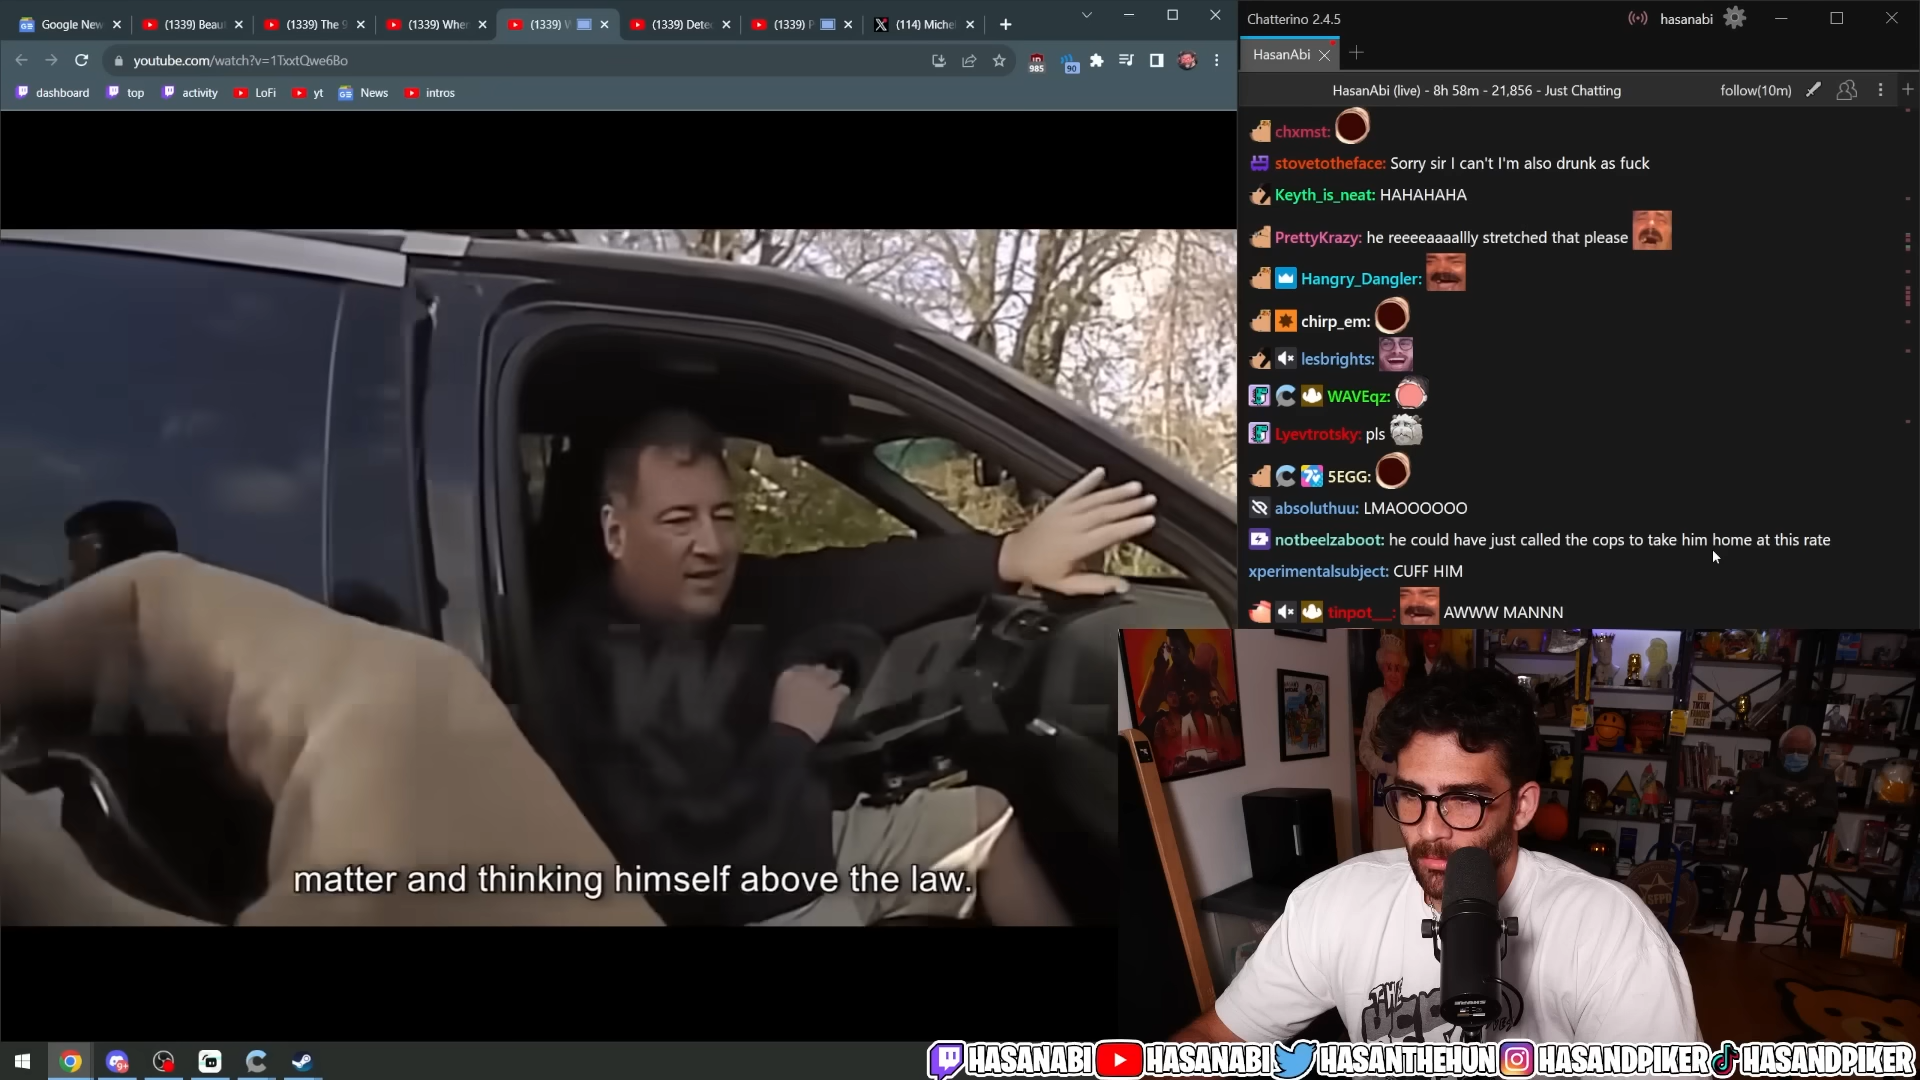 Google New
(1339) Beau
(1339) The S
(1339) Wher
(1339) W
(1339) Dete
(1339) P
(114) Miche
youtube.com/watch?v=1TxxtQwe6Bo
985
90
dashboard
top
activity
LoFi
yt
News
intros
Chatterino 2.4.5
hasanabi
HasanAbi
HasanAbi (live) - 8h 58m - 21,856 - Just Chatting
follow(10m)
chxmst:
stovetotheface: Sorry sir I can't I'm also drunk as fuck
Keyth_is_neat: HAHAHAHA
PrettyKrazy: he reeeeaaaallly stretched that please
Hangry_Dangler:
chirp_em:
lesbrights:
WAVEqz:
Lyevtrotsky: pls
5EGG:
absoluthuu: LMAOOOOOO
notbeelzaboot: he could have just called the cops to take him home at this rate
xperimentalsubject: CUFF HIM
tinpot__: AWWW MANNN
matter and thinking himself above the law.
THE
HASANABI
HASANABI
HASANTHEHUN
HASANDPIKER
HASANDPIKER